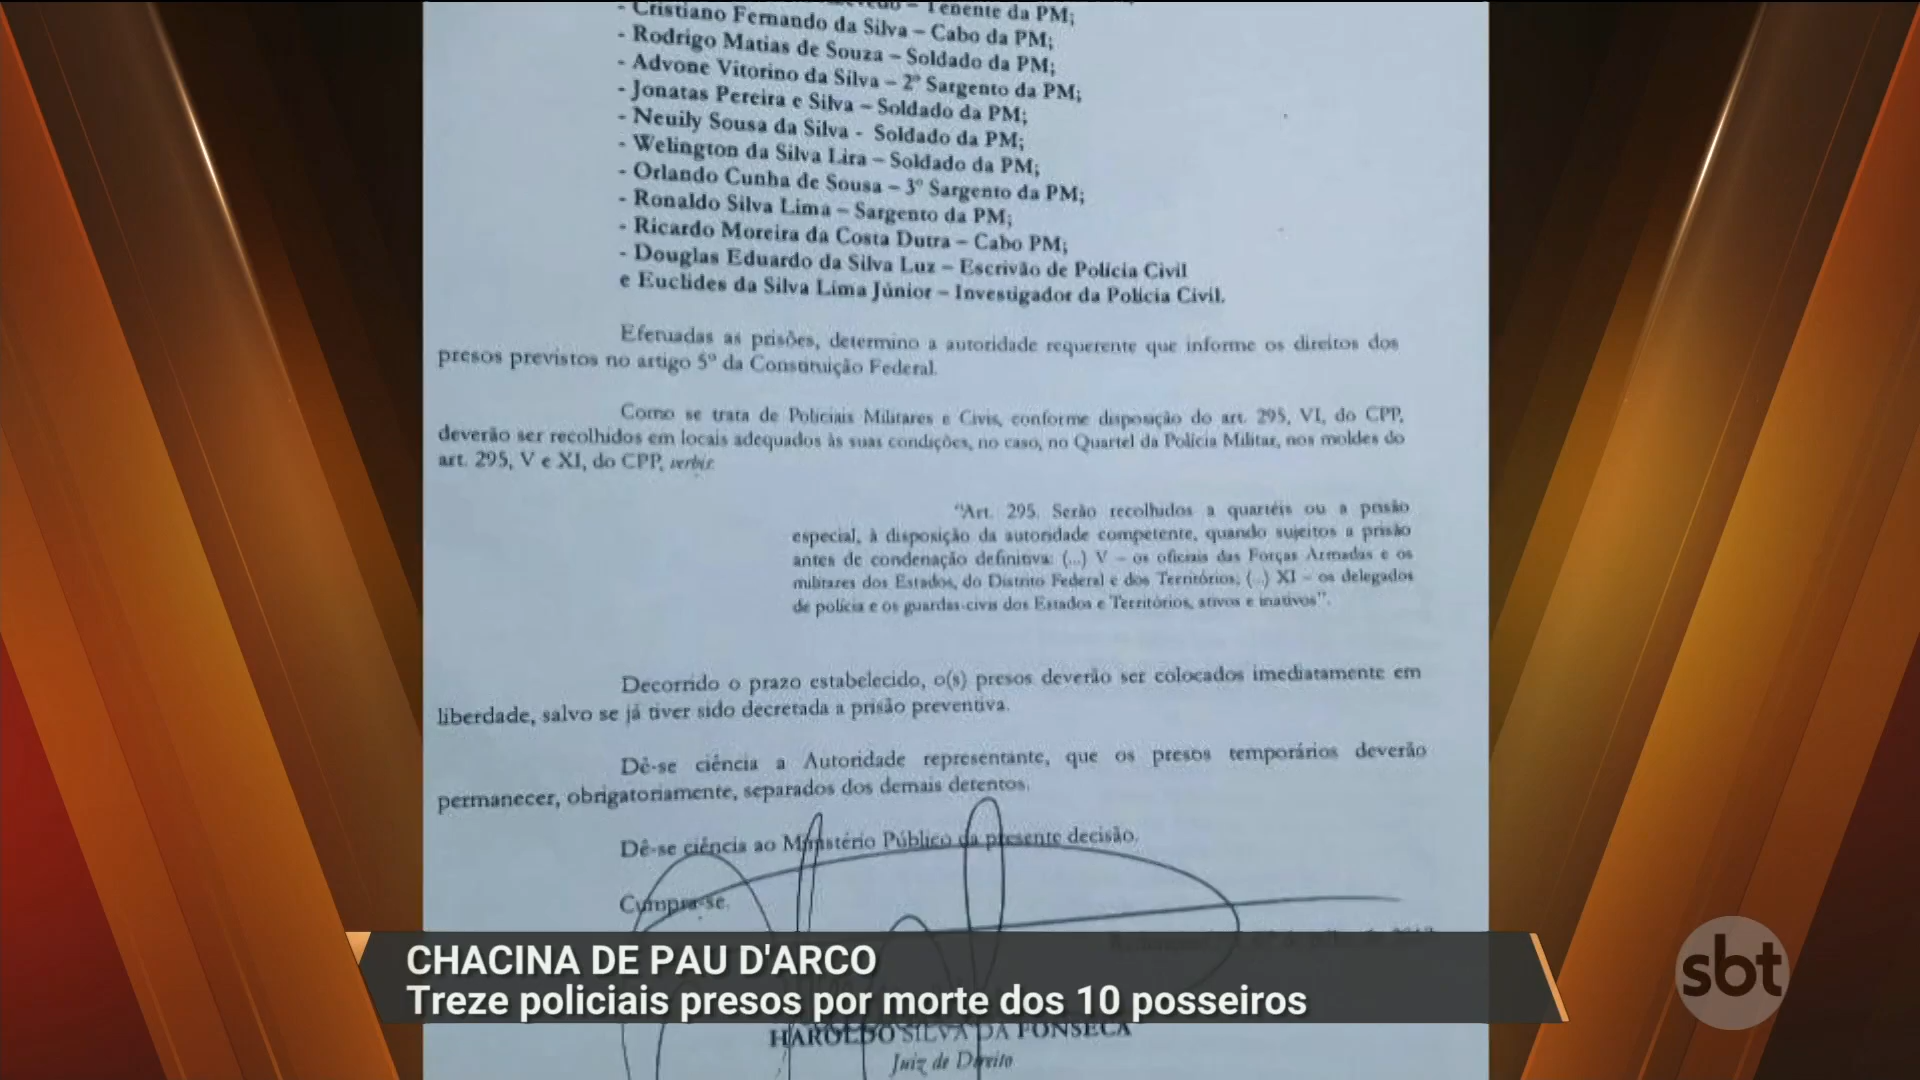 – Tenente da PM;
- Cristiano Fernando da Silva – Cabo da PM;
- Rodrigo Matias de Souza – Soldado da PM;
- Advone Vitorino da Silva – 2º Sargento da PM;
- Jonatas Pereira e Silva – Soldado da PM;
- Neuily Sousa da Silva - Soldado da PM;
- Welington da Silva Lira – Soldado da PM;
- Orlando Cunha de Sousa – 3º Sargento da PM;
- Ronaldo Silva Lima – Sargento da PM;
- Ricardo Moreira da Costa Dutra – Cabo PM;
- Douglas Eduardo da Silva Luz – Escrivão de Polícia Civil
e Euclides da Silva Lima Júnior – Investigador da Polícia Civil.
Efetuadas as prisões, determino a autoridade requerente que informe os direitos dos
presos previstos no artigo 5º da Constituição Federal.
Como se trata de Policiais Militares e Civis, conforme disposição do art. 295, VI, do CPP,
deverão ser recolhidos em locais adequados às suas condições, no caso, no Quartel da Polícia Militar, nos moldes do
art. 295, V e XI, do CPP, verbis:
“Art. 295. Serão recolhidos a quartéis ou a prisão
especial, à disposição da autoridade competente, quando sujeitos a prisão
antes de condenação definitiva: (...) V – os oficiais das Forças Armadas e os
militares dos Estados, do Distrito Federal e dos Territórios; (...) XI – os delegados
de polícia e os guardas-civis dos Estados e Territórios, ativos e inativos”.
Decorrido o prazo estabelecido, o(s) presos deverão ser colocados imediatamente em
liberdade, salvo se já tiver sido decretada a prisão preventiva.
Dê-se ciência a Autoridade representante, que os presos temporários deverão
permanecer, obrigatoriamente, separados dos demais detentos.
Dê-se ciência ao Ministério Público da presente decisão.
Cumpra-se.
CHACINA DE PAU D'ARCO
Treze policiais presos por morte dos 10 posseiros
sbt
HAROLDO SILVA DA FONSECA
Juiz de Direito